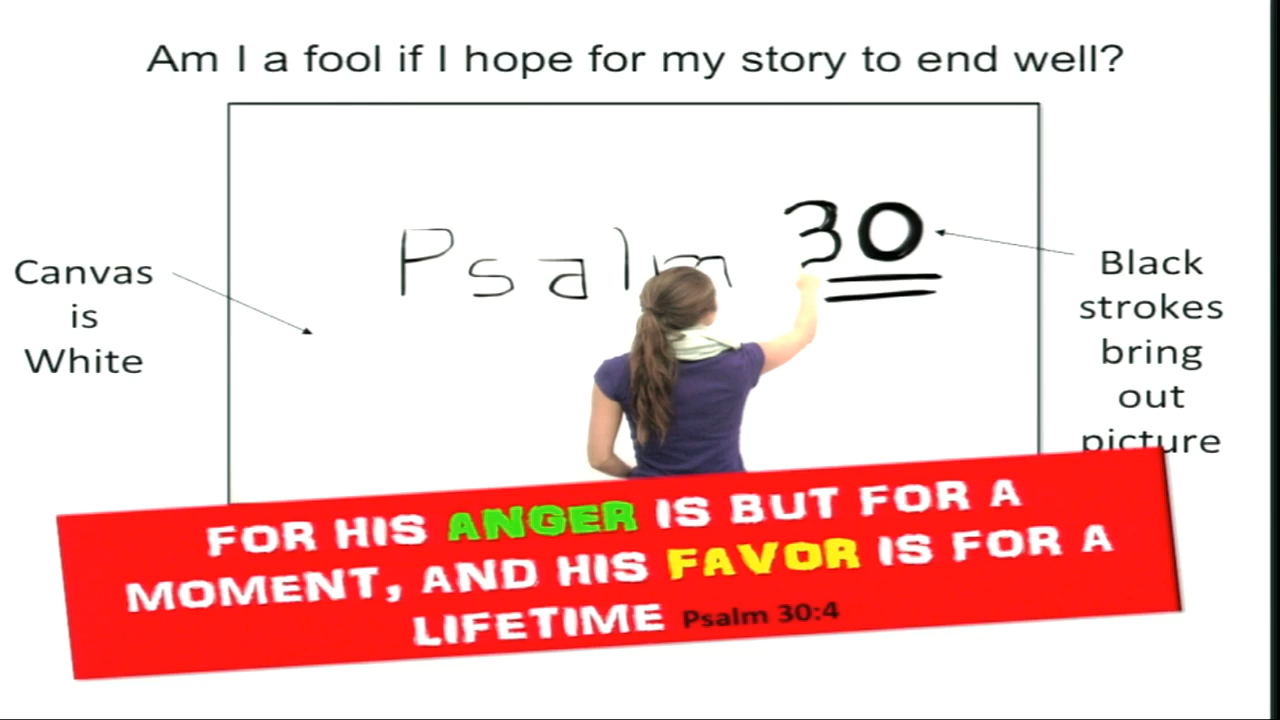 Am I a fool if I hope for my story to end well?
Psalm 30
Canvas
is
White
Black
strokes
bring
out
picture
FOR HIS ANGER IS BUT FOR A
MOMENT, AND HIS FAVOR IS FOR A
LIFETIME Psalm 30:4